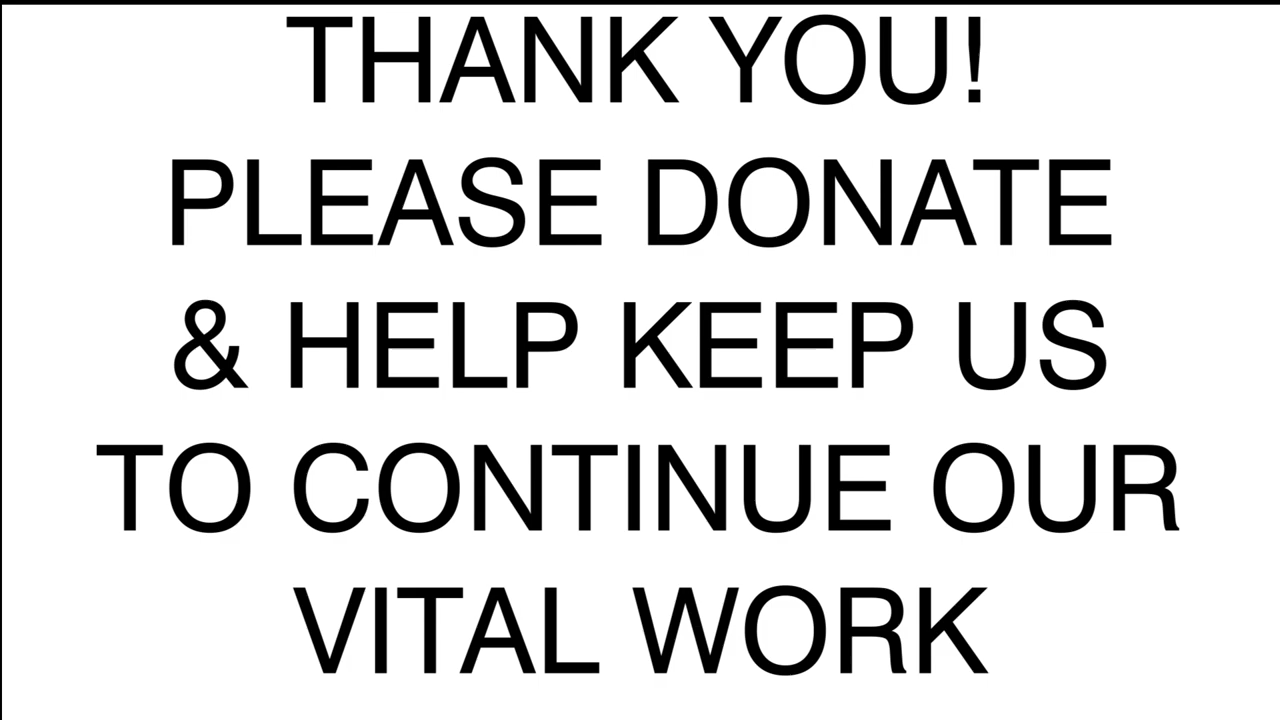 THANK YOU!
PLEASE DONATE
& HELP KEEP US
TO CONTINUE OUR
VITAL WORK